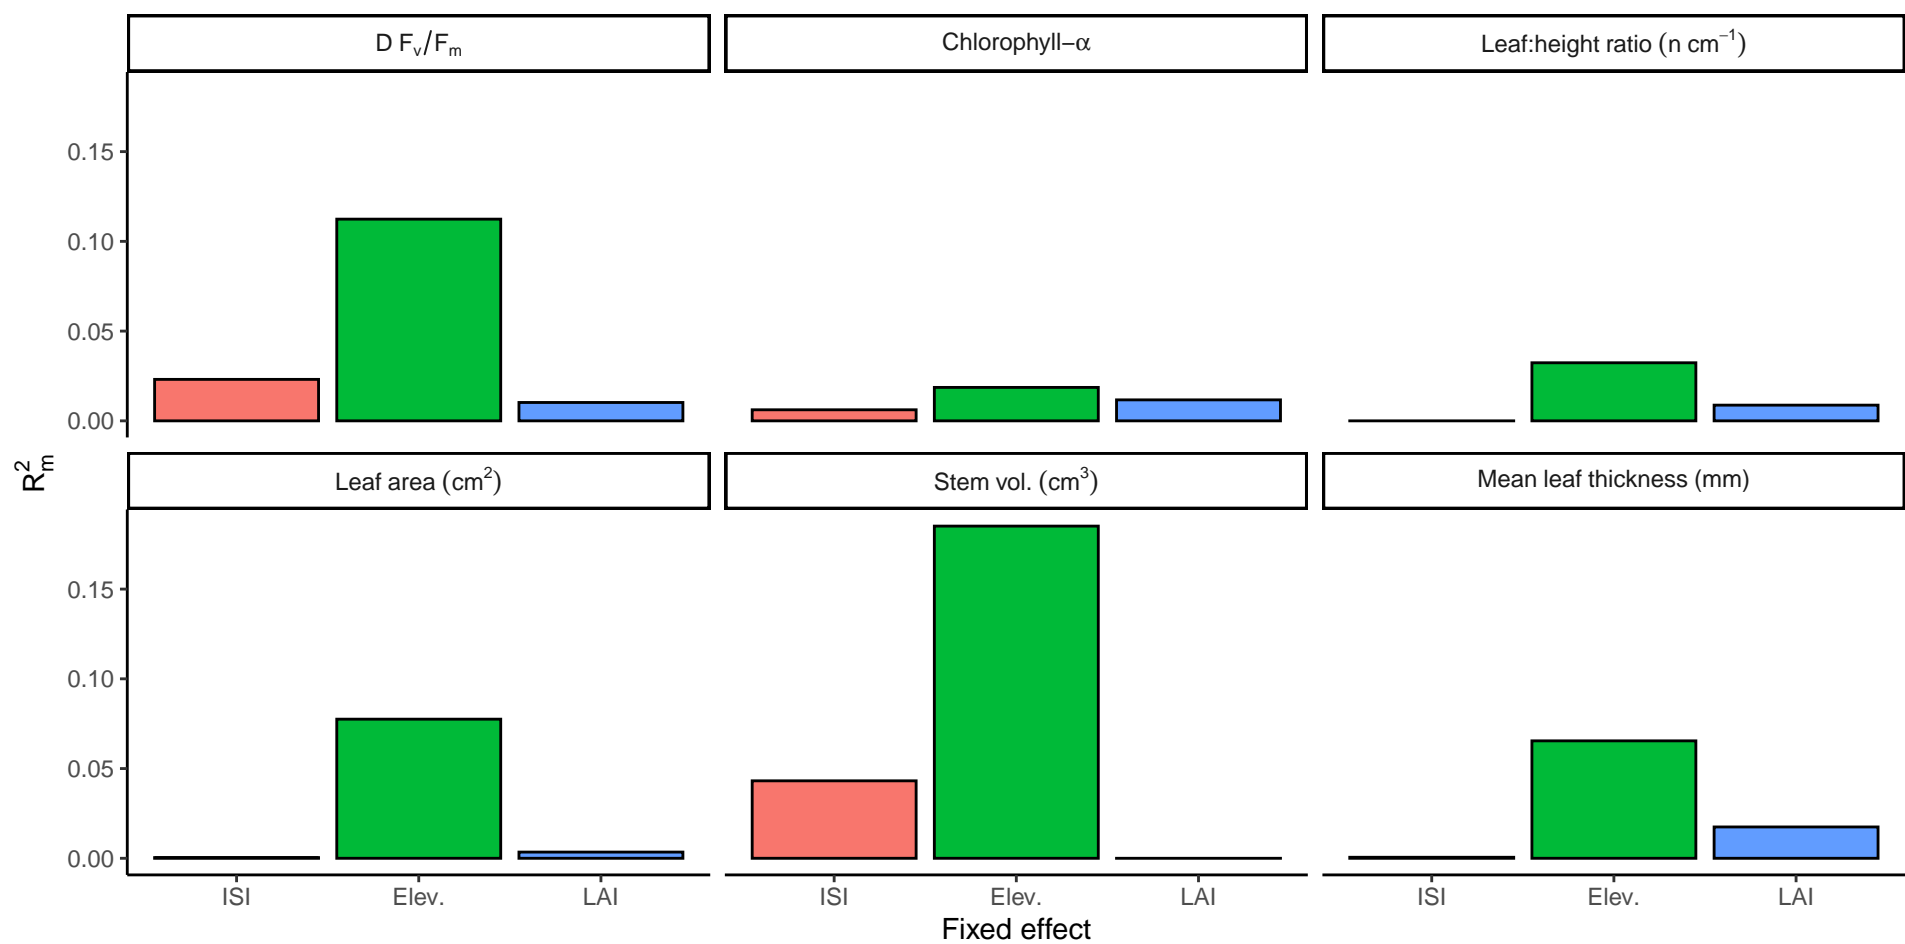 D Fᵥ/Fₘ
Chlorophyll−α
Leaf:height ratio (n cm⁻¹)
0.15
0.10
0.05
0.00
R²ₘ
Leaf area (cm²)
Stem vol. (cm³)
Mean leaf thickness (mm)
0.15
0.10
0.05
0.00
ISI Elev. LAI
ISI Elev. LAI
ISI Elev. LAI
Fixed effect